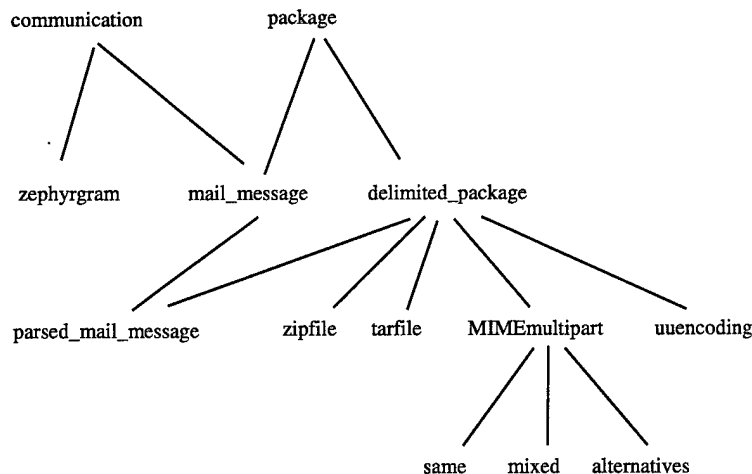 communication package
zephyrgram mail_message delimited_package
parsed_mail_message zipfile tarfile MIMEmultipart uuencoding
same mixed alternatives